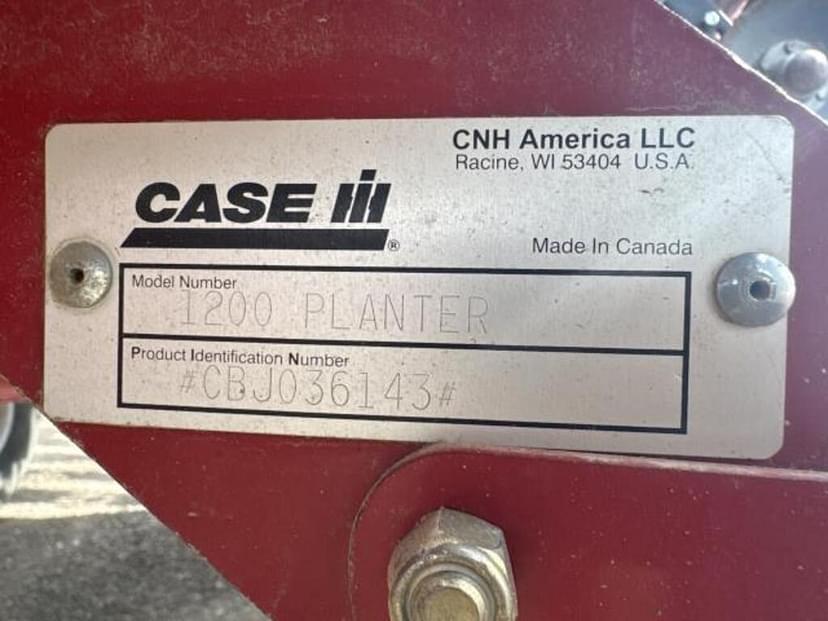 CNH America LLC
Racine, WI 53404 U.S.A.
CASE IH
®
Made In Canada
Model Number
1200 PLANTER
Product Identification Number
#CBJ036143#